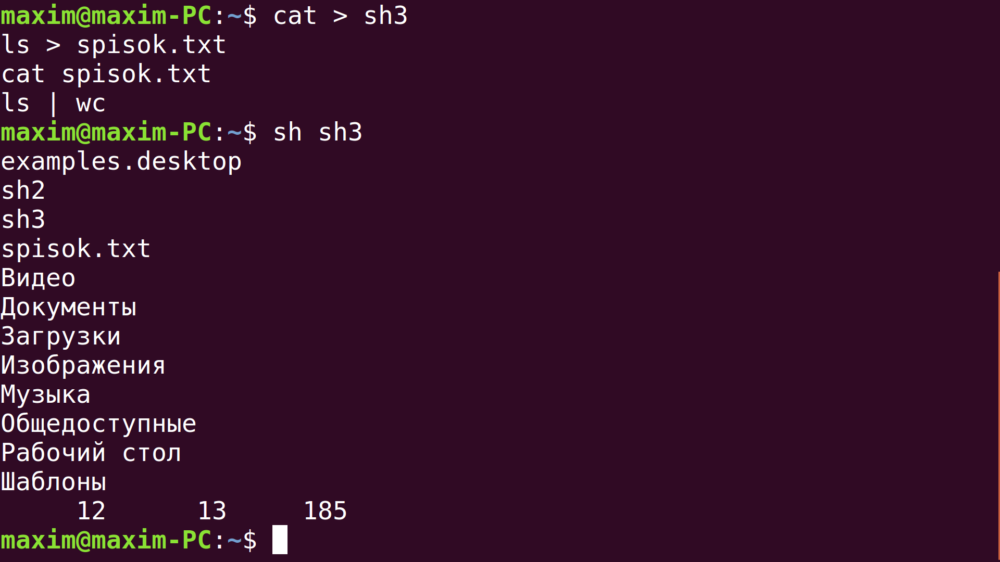 maxim@maxim-PC:~$ cat > sh3
ls > spisok.txt
cat spisok.txt
ls | wc
maxim@maxim-PC:~$ sh sh3
examples.desktop
sh2
sh3
spisok.txt
Видео
Документы
Загрузки
Изображения
Музыка
Общедоступные
Рабочий стол
Шаблоны
     12      13     185
maxim@maxim-PC:~$